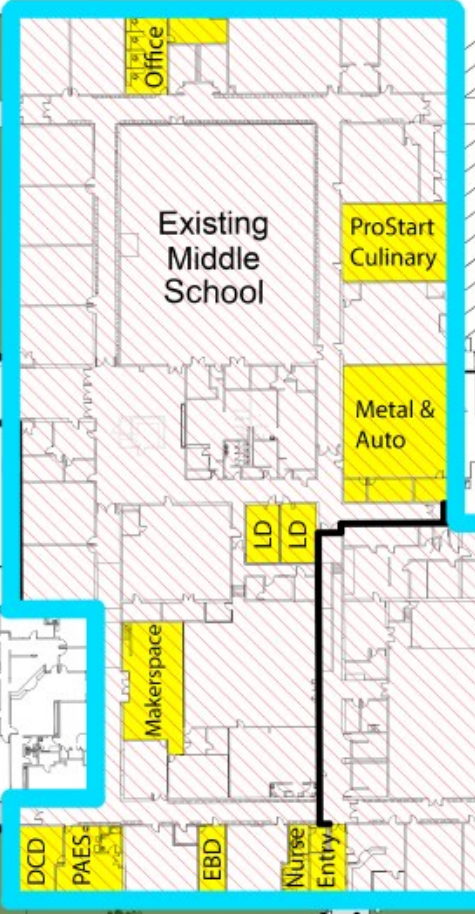 Office
Existing
Middle
School
ProStart
Culinary
Metal &
Auto
LD
LD
Makerspace
DCD
PAES
EBD
Nurse
Entry